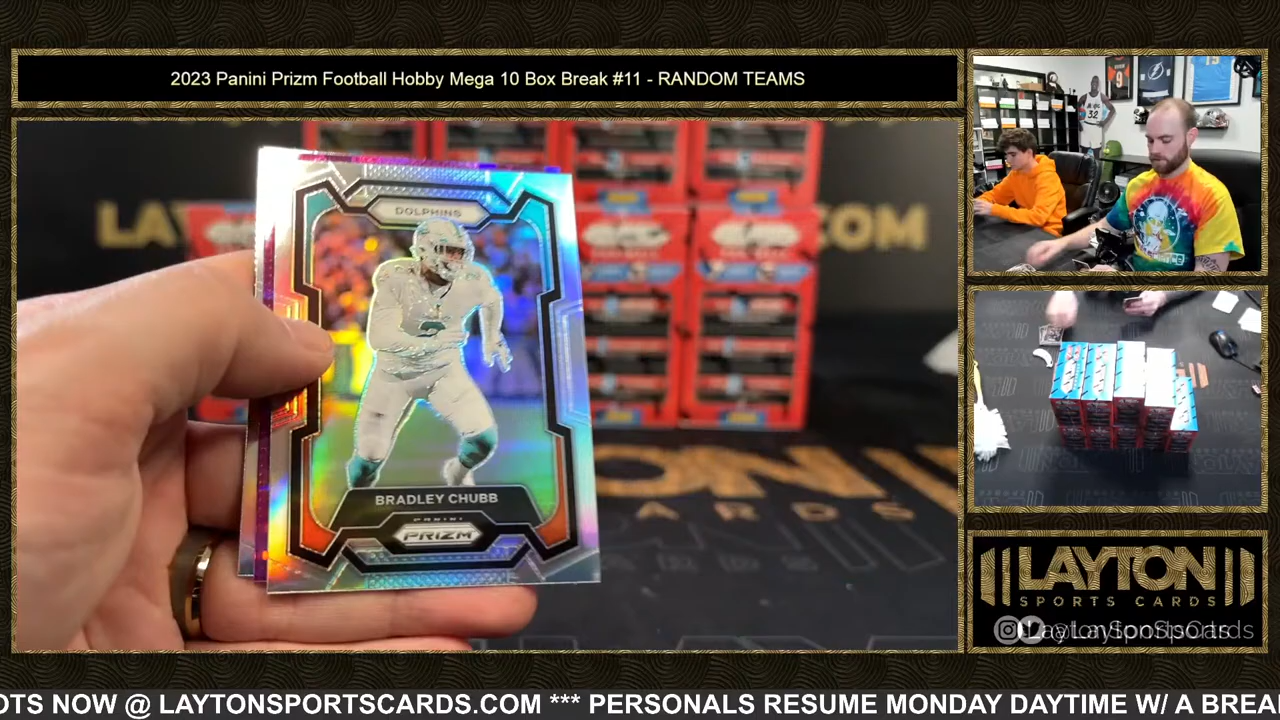 2023 Panini Prizm Football Hobby Mega 10 Box Break #11 - RANDOM TEAMS
DOLPHINS
BRADLEY CHUBB
PANINI
PRIZM
LAYTON
SPORTS CARDS
OTS NOW @ LAYTONSPORTSCARDS.COM *** PERSONALS RESUME MONDAY DAYTIME W/ A BREA